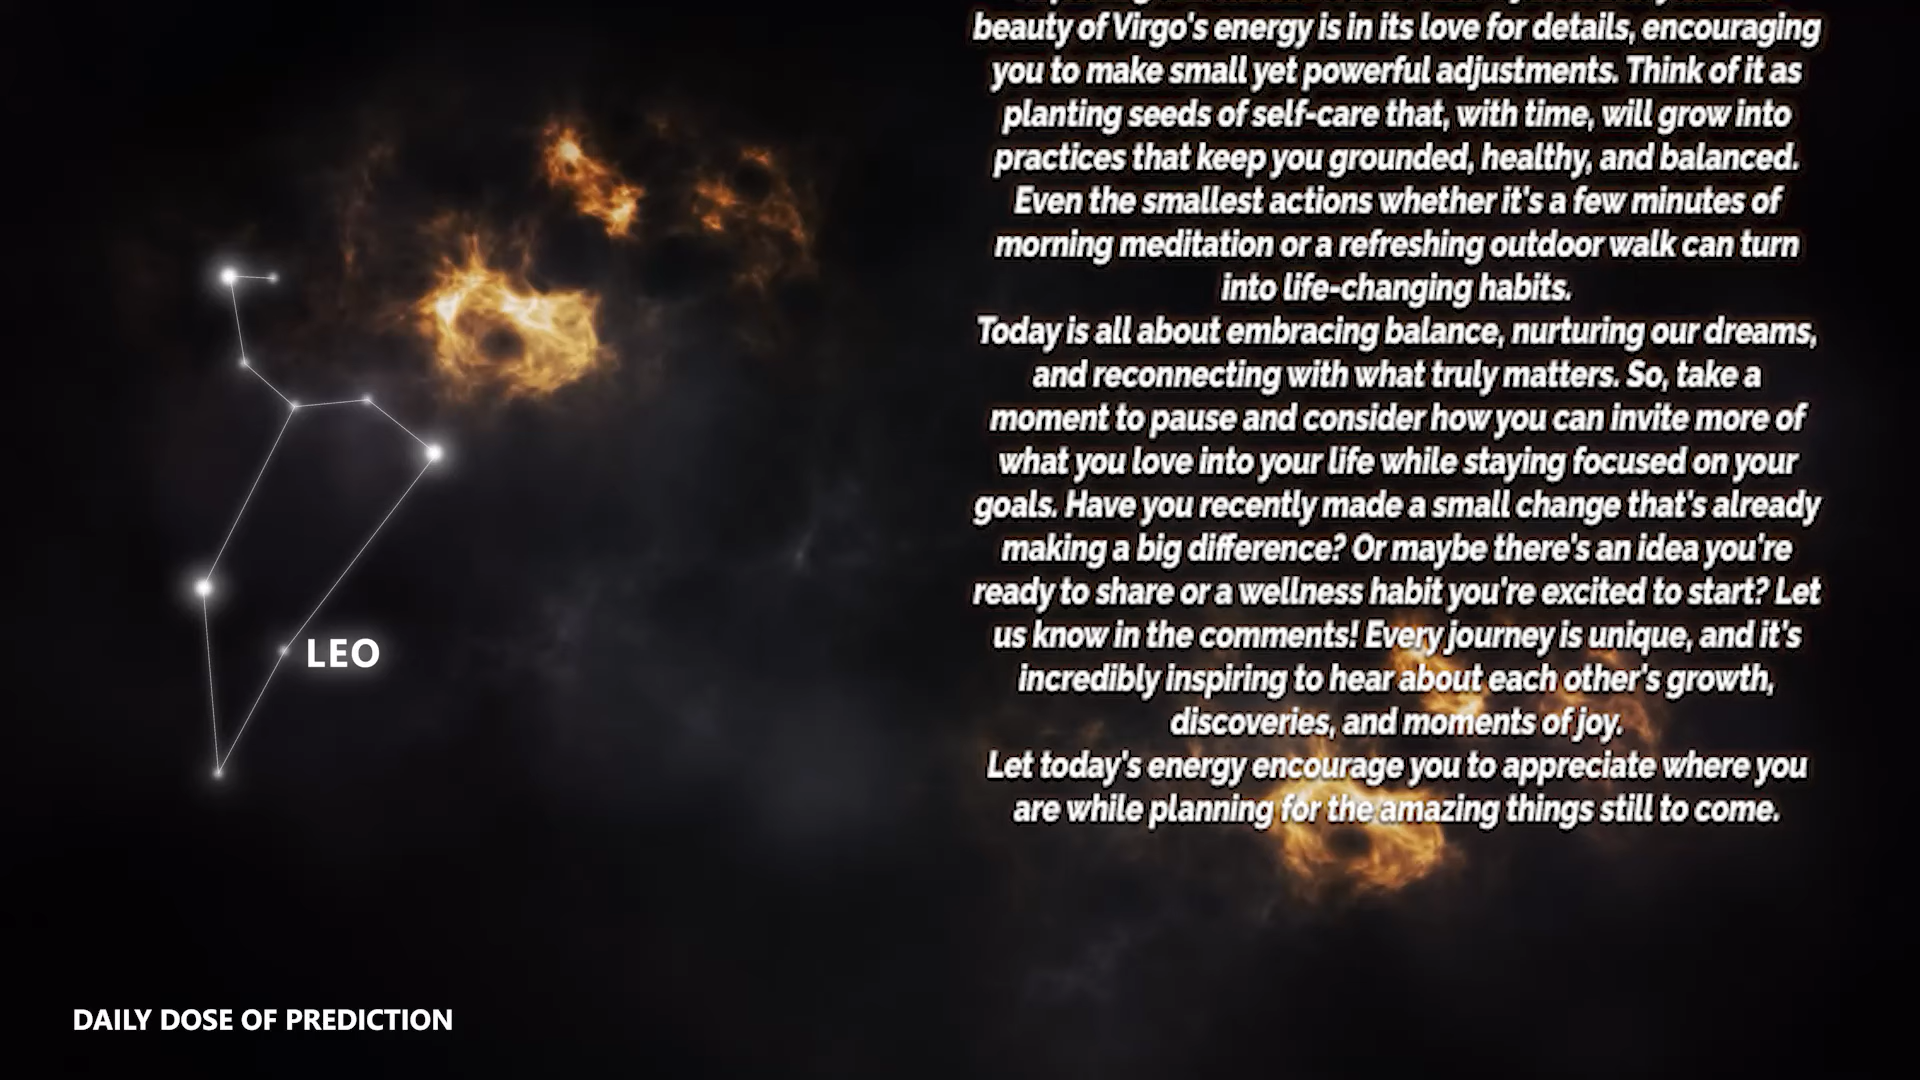 beauty of Virgo's energy is in its love for details, encouraging
you to make small yet powerful adjustments. Think of it as
planting seeds of self-care that, with time, will grow into
practices that keep you grounded, healthy, and balanced.
Even the smallest actions whether it's a few minutes of
morning meditation or a refreshing outdoor walk can turn
into life-changing habits.
Today is all about embracing balance, nurturing our dreams,
and reconnecting with what truly matters. So, take a
moment to pause and consider how you can invite more of
what you love into your life while staying focused on your
goals. Have you recently made a small change that's already
making a big difference? Or maybe there's an idea you're
ready to share or a wellness habit you're excited to start? Let
us know in the comments! Every journey is unique, and it's
incredibly inspiring to hear about each other's growth,
discoveries, and moments of joy.
Let today's energy encourage you to appreciate where you
are while planning for the amazing things still to come.
LEO
DAILY DOSE OF PREDICTION